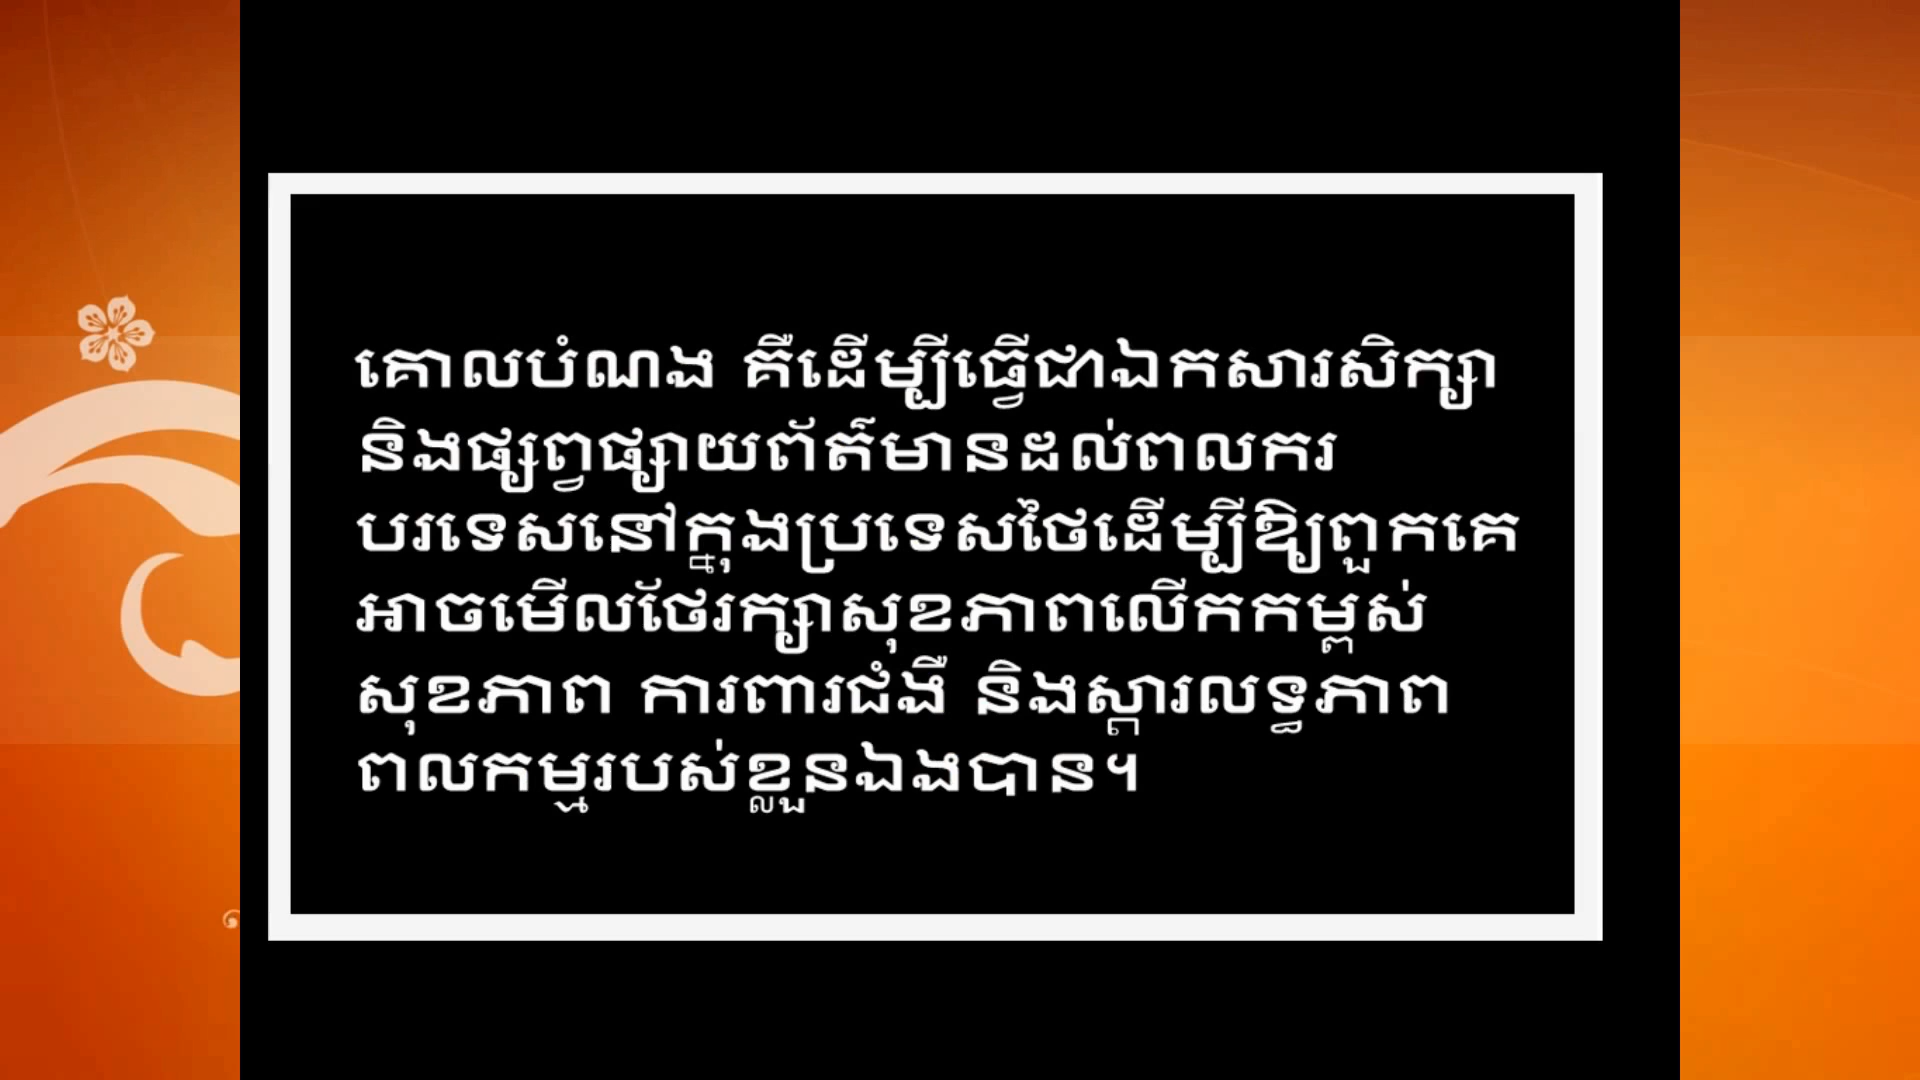 គោលបំណង គឺដើម្បីធ្វើជាឯកសារសិក្សា
និងផ្សព្វផ្សាយព័ត៌មានដល់ពលករ
បរទេសនៅក្នុងប្រទេសថៃដើម្បីឱ្យពួកគេ
អាចមើលថែរក្សាសុខភាពលើកកម្ពស់
សុខភាព ការពារជំងឺ និងស្តារលទ្ធភាព
ពលកម្មរបស់ខ្លួនឯងបាន។